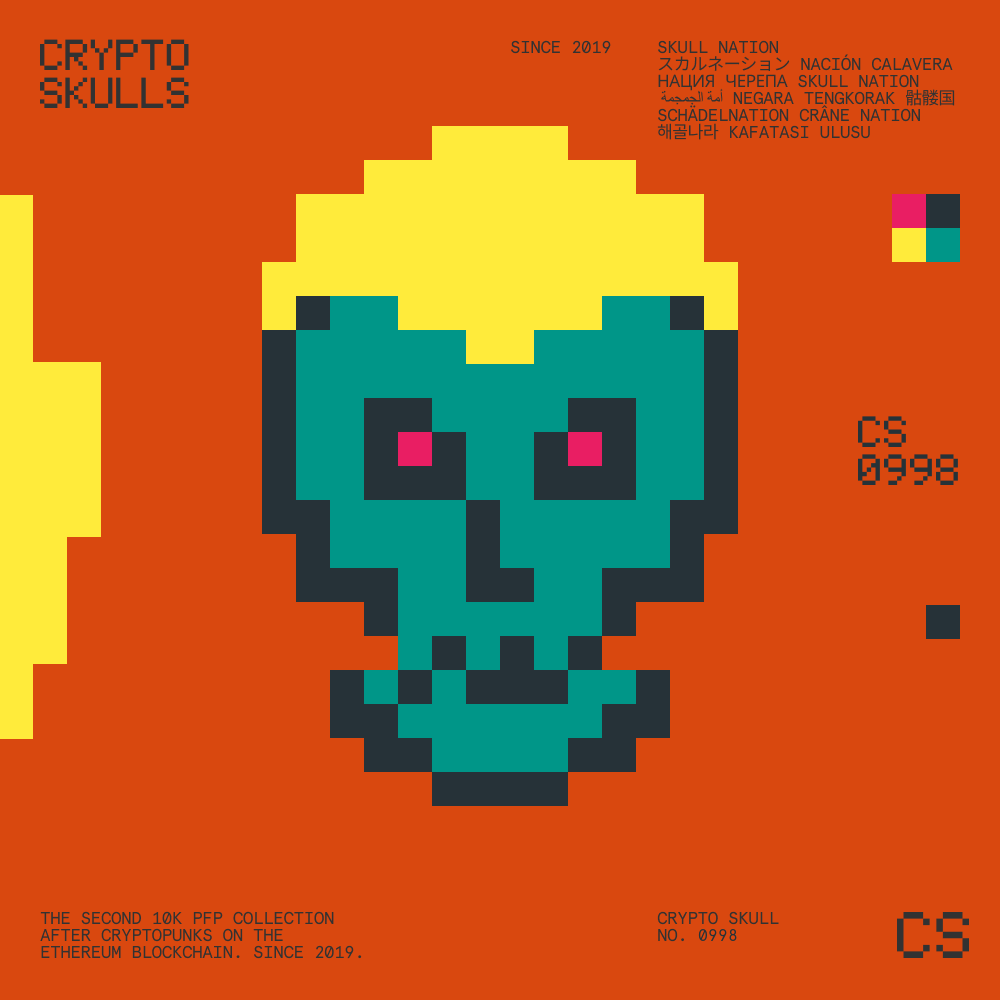 CRYPTO
SKULLS
SINCE 2019
SKULL NATION
スカルネーション NACIÓN CALAVERA
НАЦИЯ ЧЕРЕПА SKULL NATION
أمة الجمجمة NEGARA TENGKORAK 骷髅国
SCHÄDELNATION CRÂNE NATION
해골나라 KAFATASI ULUSU
CS
0998
THE SECOND 10K PFP COLLECTION
AFTER CRYPTOPUNKS ON THE
ETHEREUM BLOCKCHAIN. SINCE 2019.
CRYPTO SKULL
NO. 0998
CS